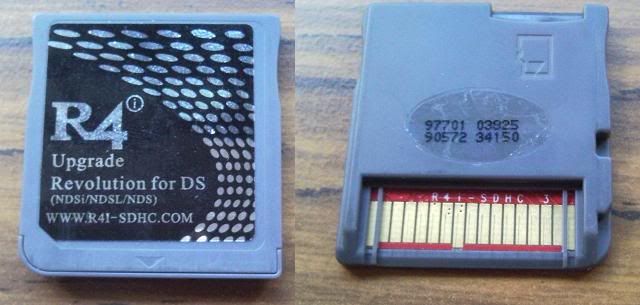 R4 i
Upgrade
Revolution for DS
(NDSi/NDSL/NDS)
WWW.R4I-SDHC.COM
97701 03925
90572 34150
R4I-SDHC 3